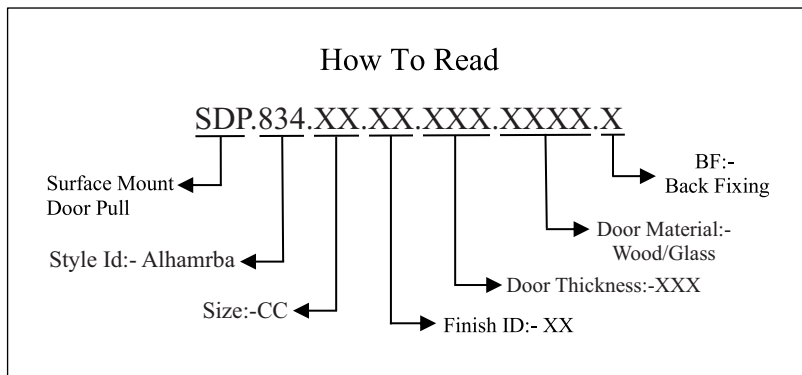 How To Read
SDP.834.XX.XX.XXX.XXXX.X
Surface Mount
Door Pull
BF:-
Back Fixing
Style Id:- Alhamrba
Door Material:-
Wood/Glass
Size:-CC
Door Thickness:-XXX
Finish ID:- XX